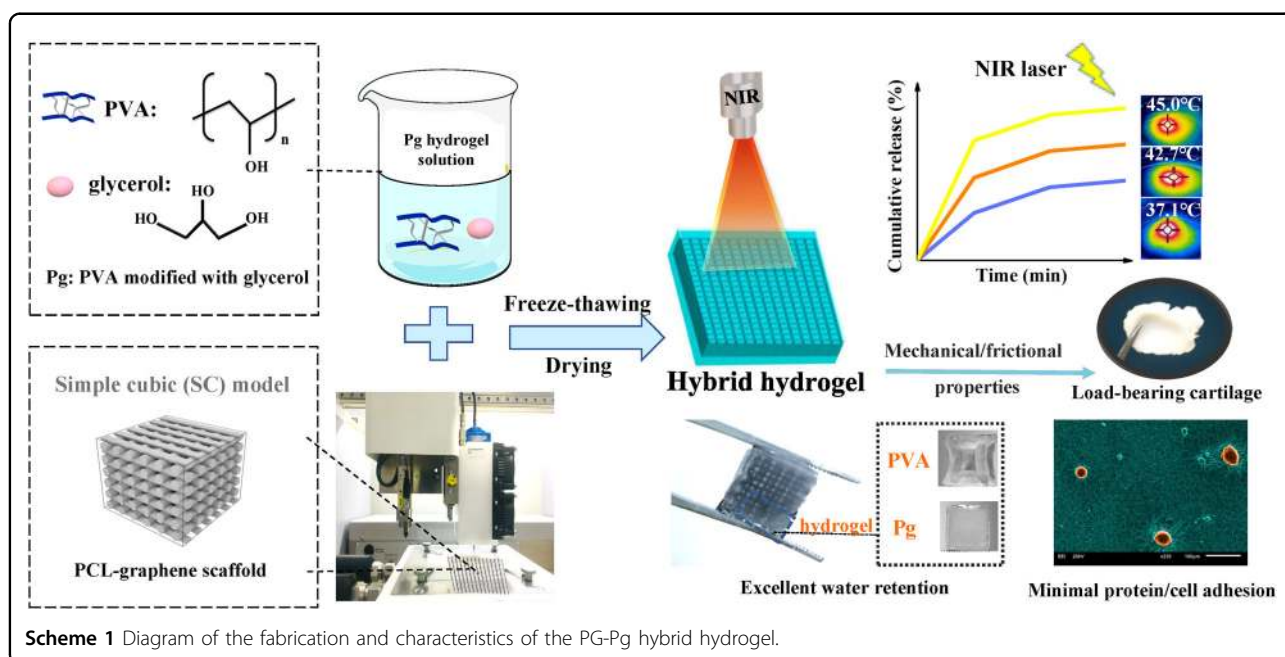 PVA:
n
OH
glycerol:
HO
HO
OH
Pg: PVA modified with glycerol
Pg hydrogel
solution
Simple cubic (SC) model
PCL-graphene scaffold
Freeze-thawing
Drying
NIR
Hybrid hydrogel
NIR laser
Cumulative release (%)
Time (min)
45.0°C
42.7°C
37.1°C
Mechanical/frictional
properties
Load-bearing cartilage
PVA
hydrogel
Pg
Excellent water retention
Minimal protein/cell adhesion
Scheme 1 Diagram of the fabrication and characteristics of the PG-Pg hybrid hydrogel.